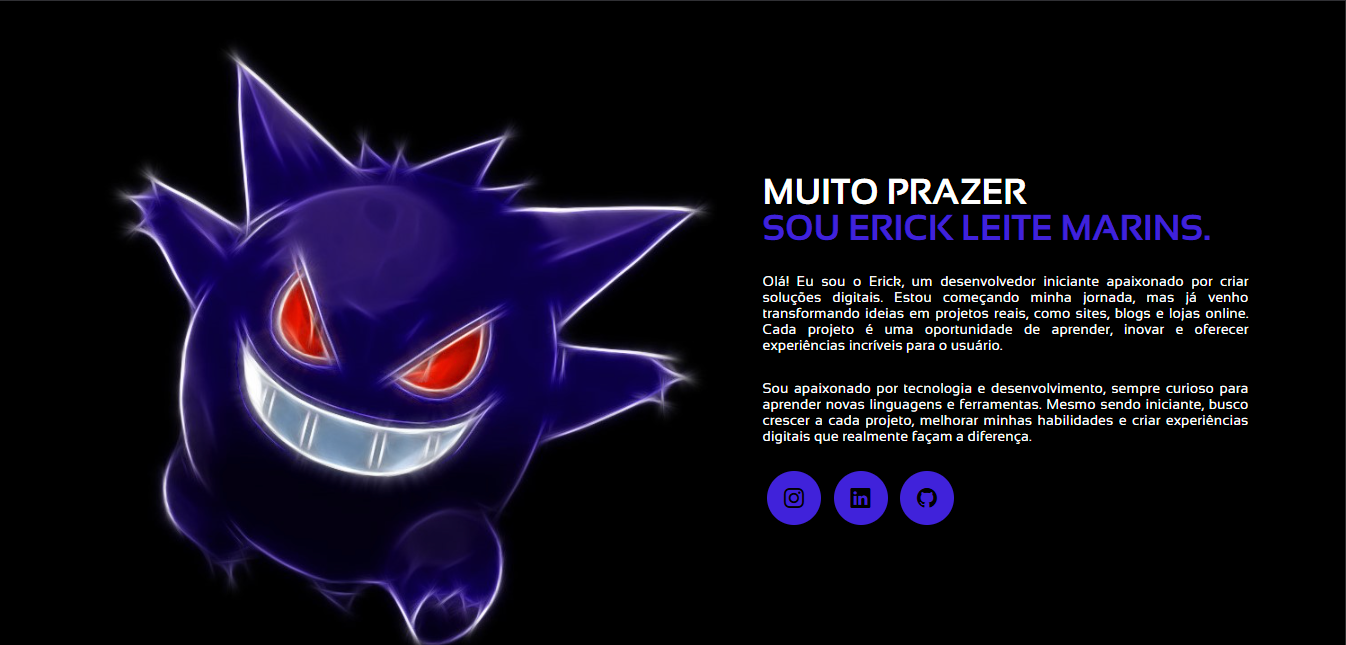 MUITO PRAZER
SOU ERICK LEITE MARINS.
Olá! Eu sou o Erick, um desenvolvedor iniciante apaixonado por criar
soluções digitais. Estou começando minha jornada, mas já venho
transformando ideias em projetos reais, como sites, blogs e lojas online.
Cada projeto é uma oportunidade de aprender, inovar e oferecer
experiências incríveis para o usuário.
Sou apaixonado por tecnologia e desenvolvimento, sempre curioso para
aprender novas linguagens e ferramentas. Mesmo sendo iniciante, busco
crescer a cada projeto, melhorar minhas habilidades e criar experiências
digitais que realmente façam a diferença.
in